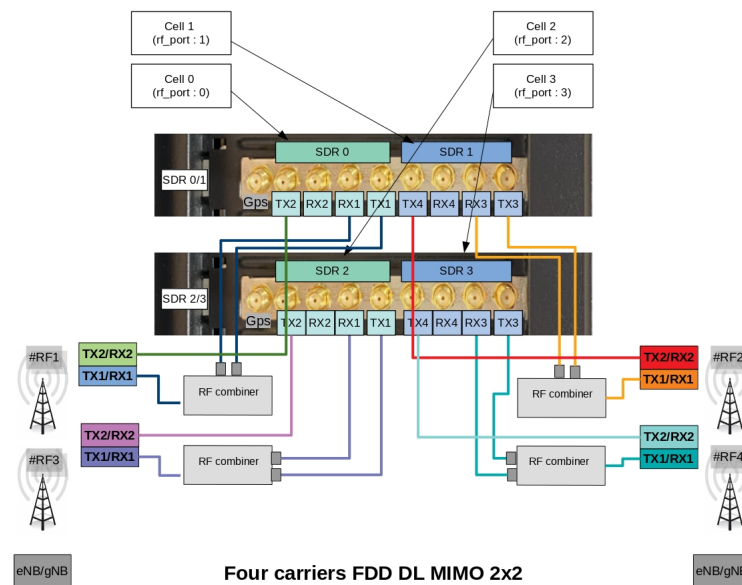 Cell 1
(rf_port : 1)
Cell 2
(rf_port : 2)
Cell 0
(rf_port : 0)
Cell 3
(rf_port : 3)
SDR 0
SDR 1
SDR 0/1
Gps
TX2
RX2
RX1
TX1
TX4
RX4
RX3
TX3
SDR 2
SDR 3
SDR 2/3
Gps
TX2
RX2
RX1
TX1
TX4
RX4
RX3
TX3
#RF1
TX2/RX2
TX1/RX1
RF combiner
RF combiner
TX2/RX2
TX1/RX1
#RF2
#RF3
TX2/RX2
TX1/RX1
RF combiner
RF combiner
TX2/RX2
TX1/RX1
#RF4
eNB/gNB
Four carriers FDD DL MIMO 2x2
eNB/gNB